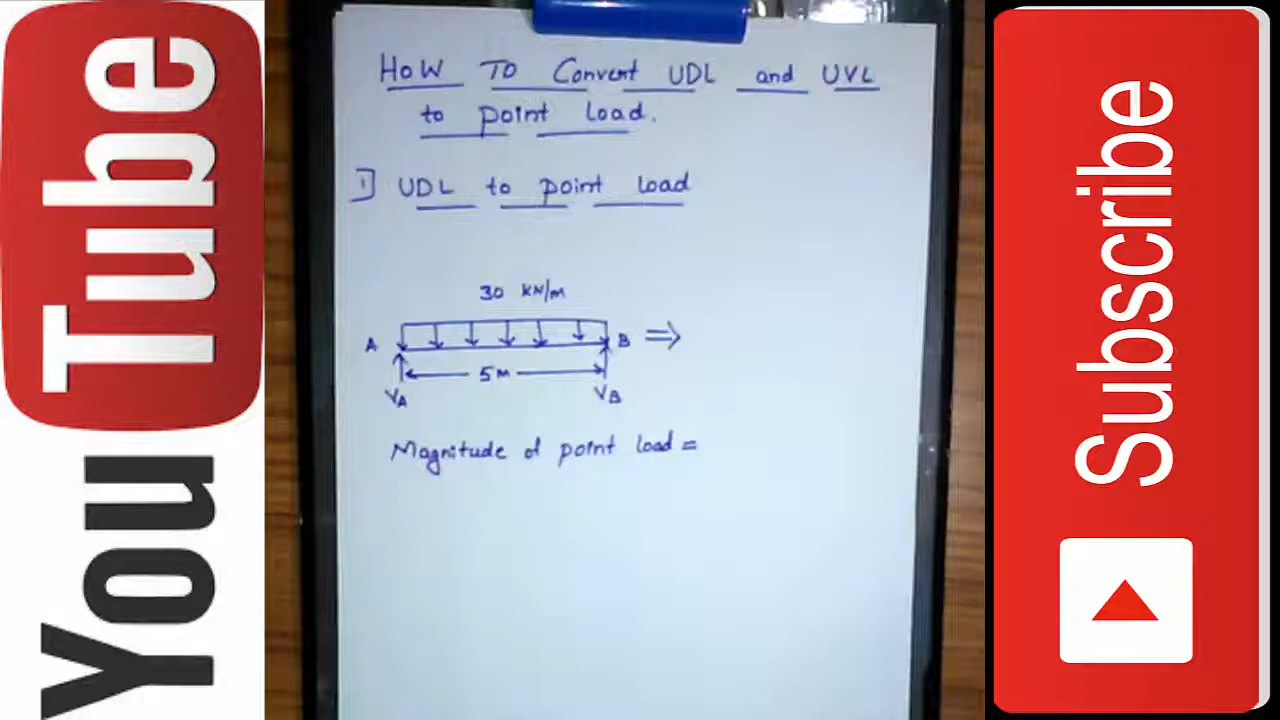 HOW TO Convert UDL and UVL
to point load.
1] UDL to point load
30 kN/m
A
B ⇒
5m
VA
VB
Magnitude of point load =
YouTube
Subscribe